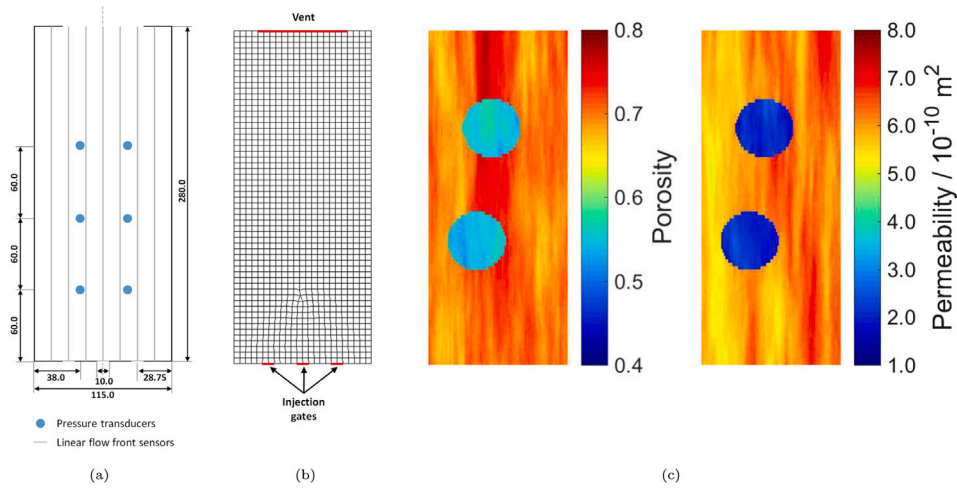 60.0
60.0
60.0
280.0
38.0
10.0
28.75
115.0
Pressure transducers
Linear flow front sensors
(a)
Vent
Injection
gates
(b)
0.8
0.7
0.6
0.5
0.4
Porosity
8.0
7.0
6.0
5.0
4.0
3.0
2.0
1.0
Permeability / 10⁻¹⁰ m²
(c)